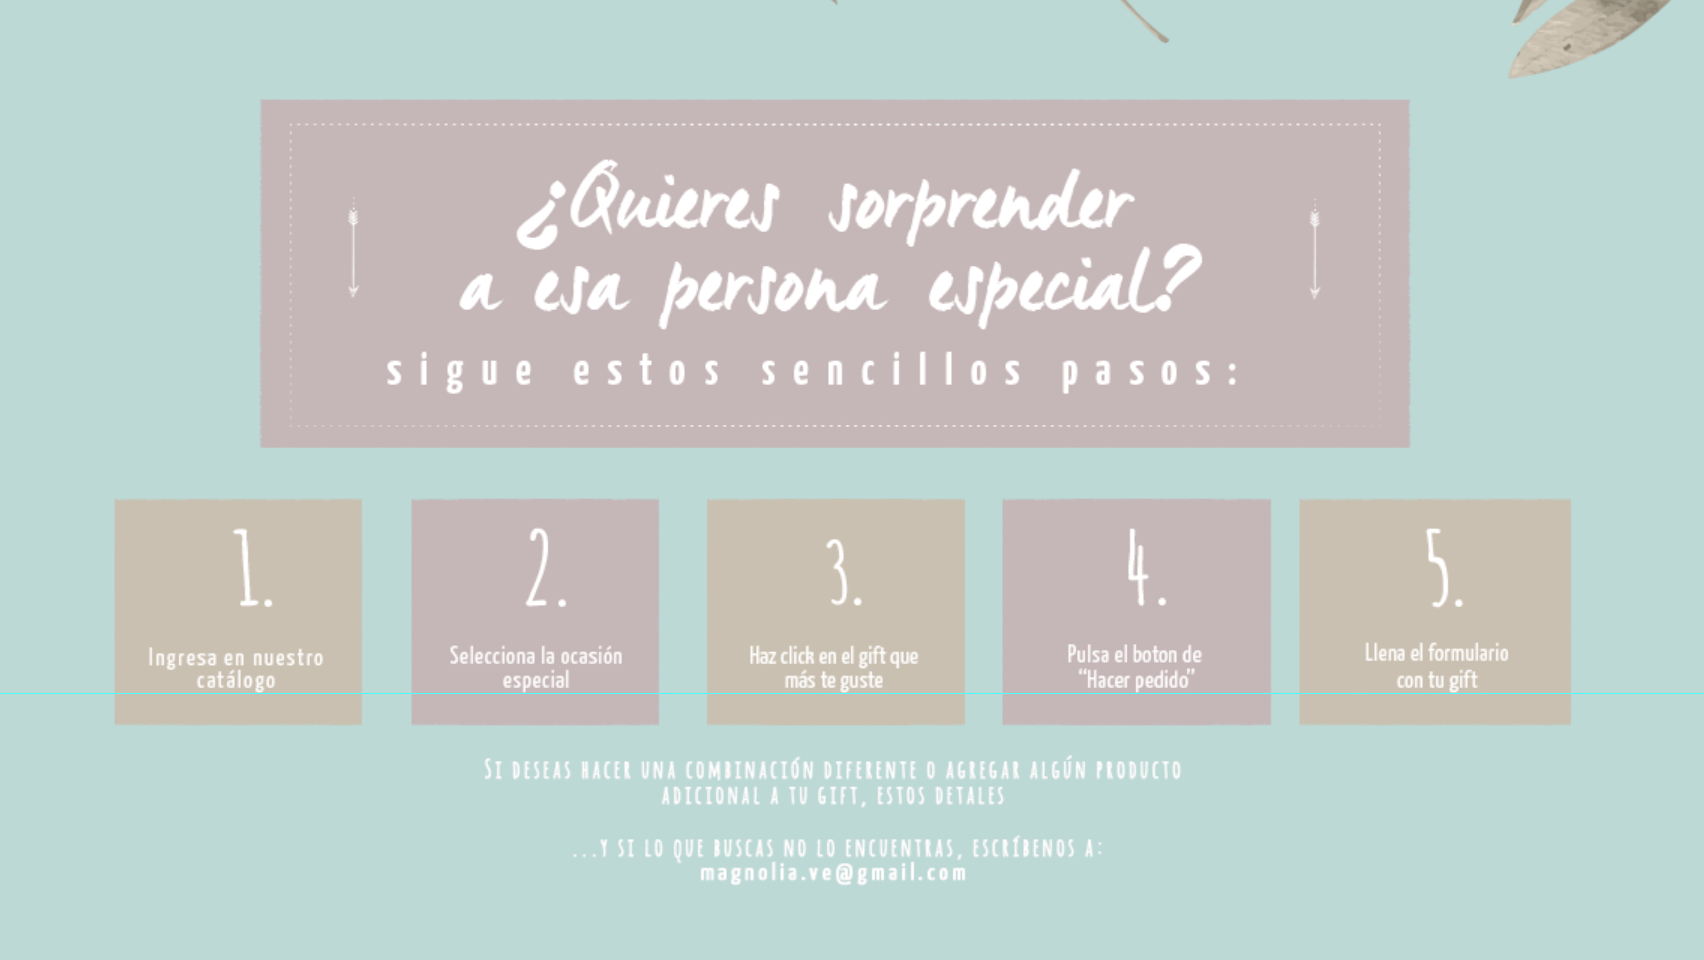 ¿Quieres sorprender
a esa persona especial?
sigue estos sencillos pasos:
1.
Ingresa en nuestro
catálogo
2.
Selecciona la ocasión
especial
3.
Haz click en el gift que
más te guste
4.
Pulsa el boton de
“Hacer pedido”
5.
Llena el formulario
con tu gift
SI DESEAS HACER UNA COMBINACIÓN DIFERENTE O AGREGAR ALGÚN PRODUCTO
ADICIONAL A TU GIFT, ESTOS DETALES
...Y SI LO QUE BUSCAS NO LO ENCUENTRAS, ESCRÍBENOS A:
magnolia.ve@gmail.com